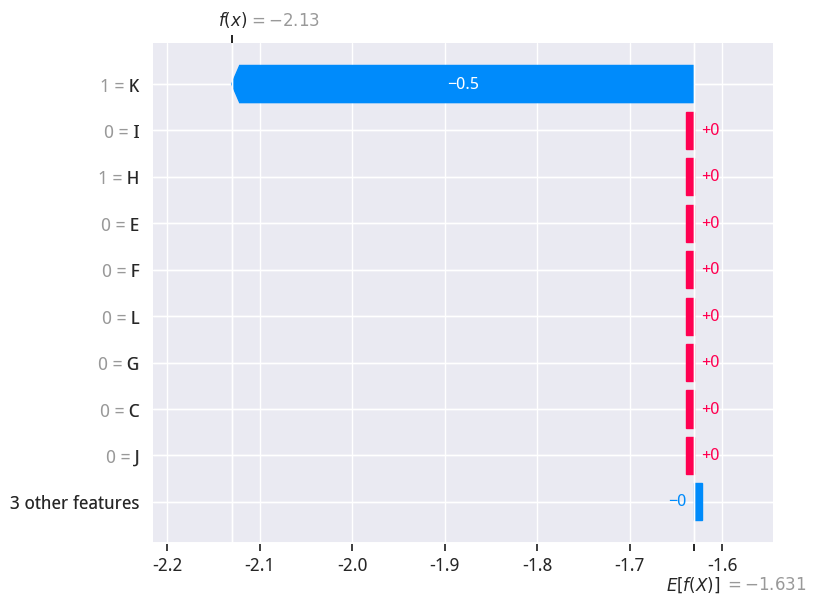 f(x) = −2.13
1 = K
−0.5
0 = I
+0
1 = H
+0
0 = E
+0
0 = F
+0
0 = L
+0
0 = G
+0
0 = C
+0
0 = J
+0
3 other features
−0
-2.2 -2.1 -2.0 -1.9 -1.8 -1.7 -1.6
E[f(X)] = −1.631